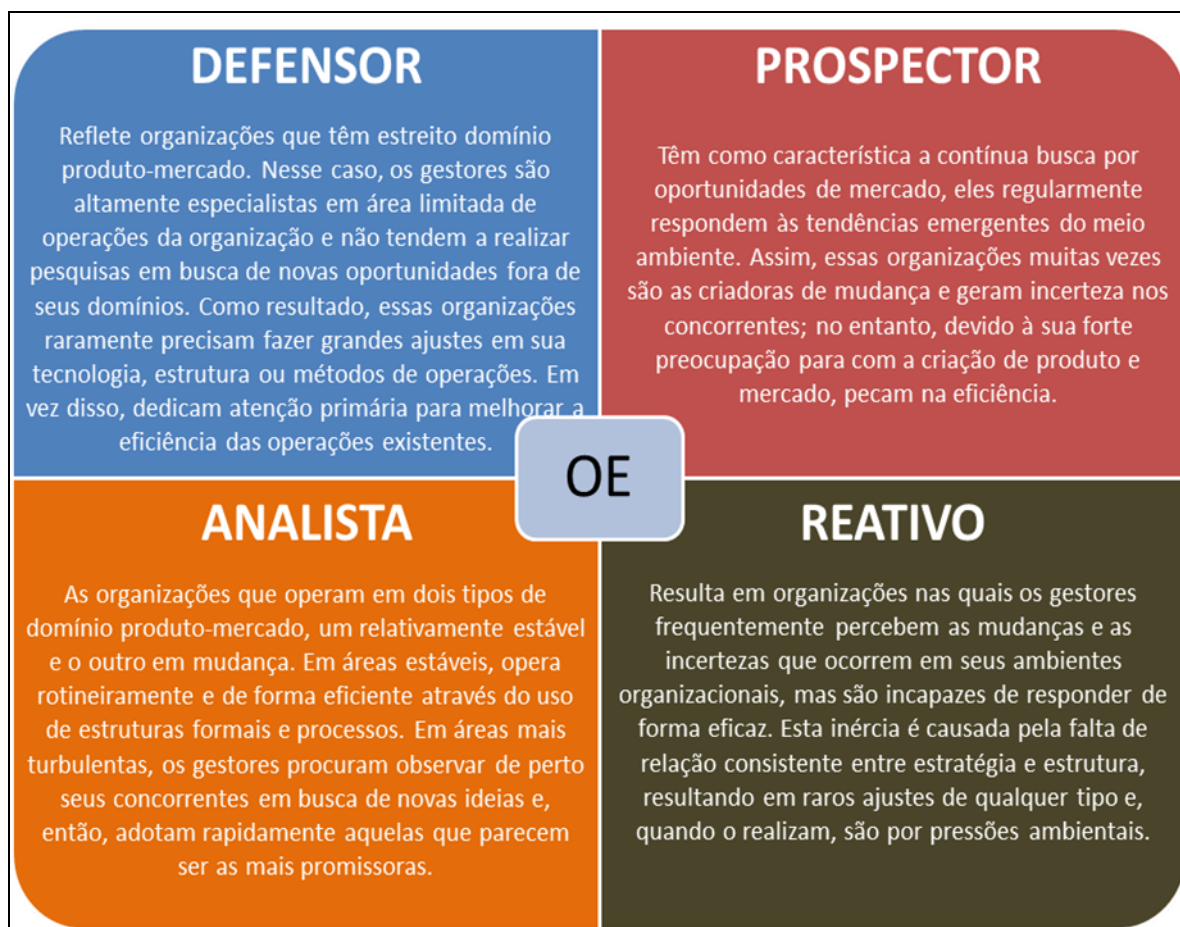 DEFENSOR
Reflete organizações que têm estreito domínio
produto-mercado. Nesse caso, os gestores são
altamente especialistas em área limitada de
operações da organização e não tendem a realizar
pesquisas em busca de novas oportunidades fora de
seus domínios. Como resultado, essas organizações
raramente precisam fazer grandes ajustes em sua
tecnologia, estrutura ou métodos de operações. Em
vez disso, dedicam atenção primária para melhorar a
eficiência das operações existentes.
PROSPECTOR
Têm como característica a contínua busca por
oportunidades de mercado, eles regularmente
respondem às tendências emergentes do meio
ambiente. Assim, essas organizações muitas vezes
são as criadoras de mudança e geram incerteza nos
concorrentes; no entanto, devido à sua forte
preocupação para com a criação de produto e
mercado, pecam na eficiência.
OE
ANALISTA
As organizações que operam em dois tipos de
domínio produto-mercado, um relativamente estável
e o outro em mudança. Em áreas estáveis, opera
rotineiramente e de forma eficiente através do uso
de estruturas formais e processos. Em áreas mais
turbulentas, os gestores procuram observar de perto
seus concorrentes em busca de novas ideias e,
então, adotam rapidamente aquelas que parecem
ser as mais promissoras.
REATIVO
Resulta em organizações nas quais os gestores
frequentemente percebem as mudanças e as
incertezas que ocorrem em seus ambientes
organizacionais, mas são incapazes de responder de
forma eficaz. Esta inércia é causada pela falta de
relação consistente entre estratégia e estrutura,
resultando em raros ajustes de qualquer tipo e,
quando o realizam, são por pressões ambientais.